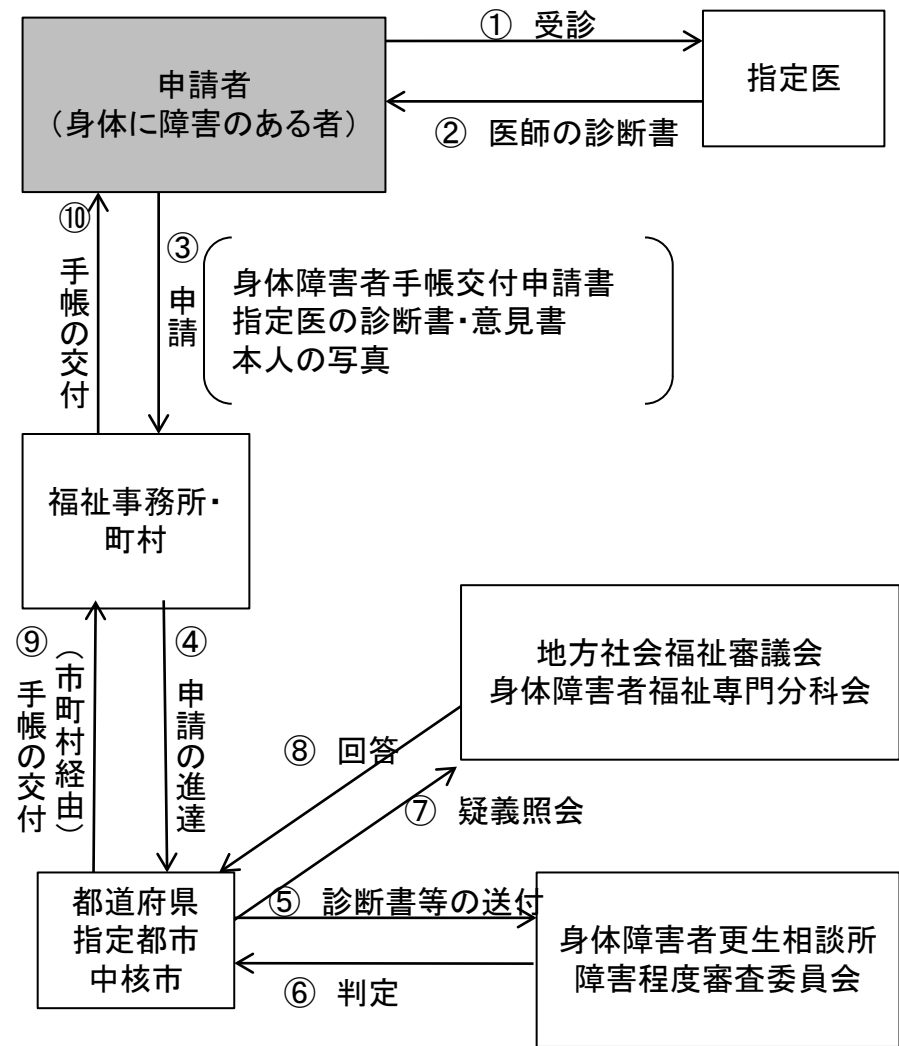 ① 受診
申請者
(身体に障害のある者)
指定医
② 医師の診断書
⑩ 手帳の交付
③ 申請
身体障害者手帳交付申請書
指定医の診断書・意見書
本人の写真
福祉事務所・
町村
⑨ 手帳の交付
(市町村経由)
④ 申請の進達
地方社会福祉審議会
身体障害者福祉専門分科会
⑧ 回答
⑦ 疑義照会
都道府県
指定都市
中核市
⑤ 診断書等の送付
⑥ 判定
身体障害者更生相談所
障害程度審査委員会